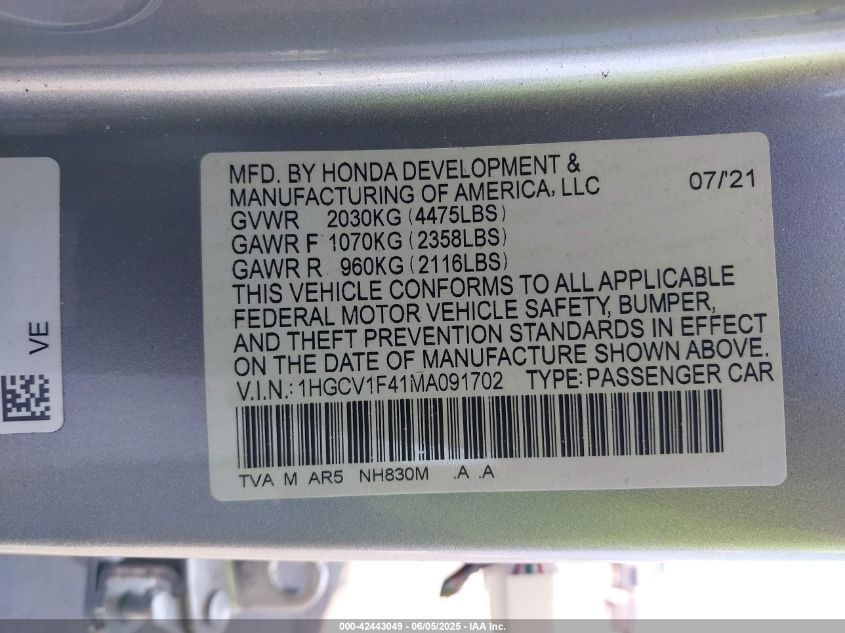 MFD. BY HONDA DEVELOPMENT &
MANUFACTURING OF AMERICA, LLC 07/'21
GVWR 2030KG (4475LBS)
GAWR F 1070KG (2358LBS)
GAWR R 960KG (2116LBS)
THIS VEHICLE CONFORMS TO ALL APPLICABLE
FEDERAL MOTOR VEHICLE SAFETY, BUMPER,
AND THEFT PREVENTION STANDARDS IN EFFECT
ON THE DATE OF MANUFACTURE SHOWN ABOVE.
V.I.N.: 1HGCV1F41MA091702 TYPE: PASSENGER CAR
TVA M AR5 NH830M .A .A
VE
000-42443049 - 06/05/2025 - IAA Inc.